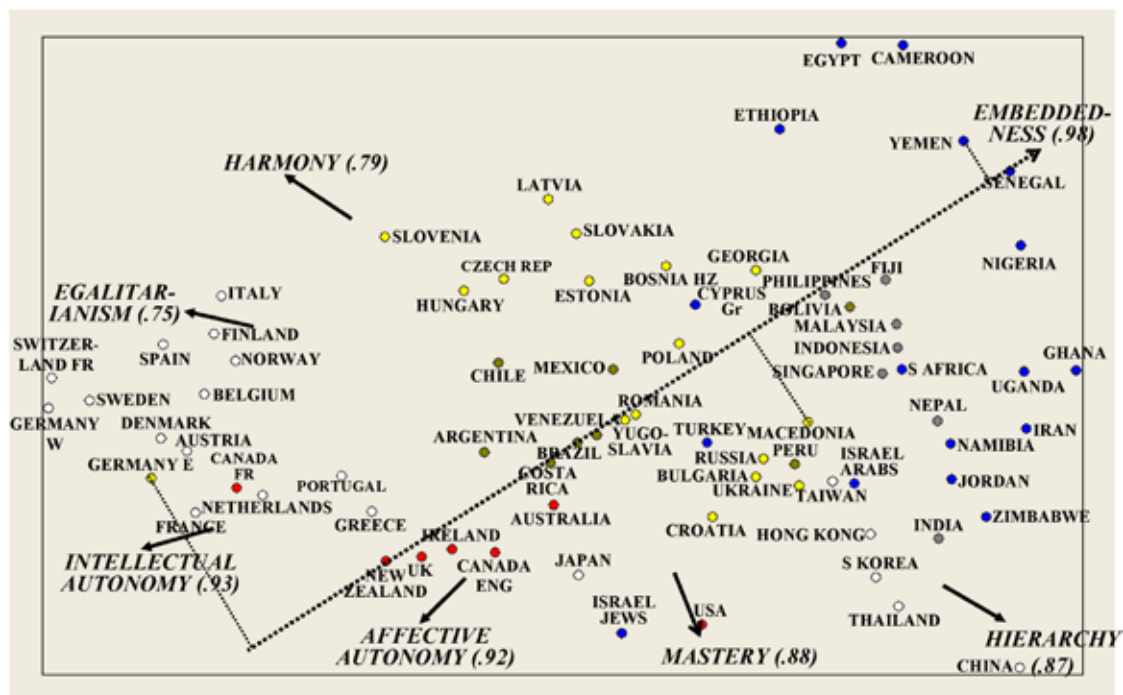 EGYPT
CAMEROON
ETHIOPIA
EMBEDDED-
NESS (.98)
YEMEN
SENEGAL
HARMONY (.79)
LATVIA
SLOVENIA
SLOVAKIA
NIGERIA
CZECH REP
GEORGIA
FIJI
BOSNIA HZ
PHILIPPINES
HUNGARY
ESTONIA
CYPRUS
Gr
BOLIVIA
EGALITAR-
IANISM (.75)
ITALY
MALAYSIA
FINLAND
SWITZER-
LAND FR
SPAIN
NORWAY
POLAND
INDONESIA
GHANA
CHILE
MEXICO
SINGAPORE
S AFRICA
UGANDA
SWEDEN
BELGIUM
ROMANIA
NEPAL
GERMANY
W
DENMARK
VENEZUEL
YUGO-
SLAVIA
TURKEY
MACEDONIA
IRAN
AUSTRIA
ARGENTINA
BRAZIL
NAMIBIA
GERMANY E
CANADA
FR
COSTA
RICA
RUSSIA
PERU
ISRAEL
ARABS
BULGARIA
UKRAINE
TAIWAN
JORDAN
PORTUGAL
NETHERLANDS
FRANCE
GREECE
AUSTRALIA
CROATIA
HONG KONG
INDIA
ZIMBABWE
IRELAND
INTELLECTUAL
AUTONOMY (.93)
NEW
ZEALAND
UK
CANADA
ENG
JAPAN
S KOREA
ISRAEL
JEWS
USA
THAILAND
AFFECTIVE
AUTONOMY (.92)
MASTERY (.88)
HIERARCHY
(.87)
CHINA